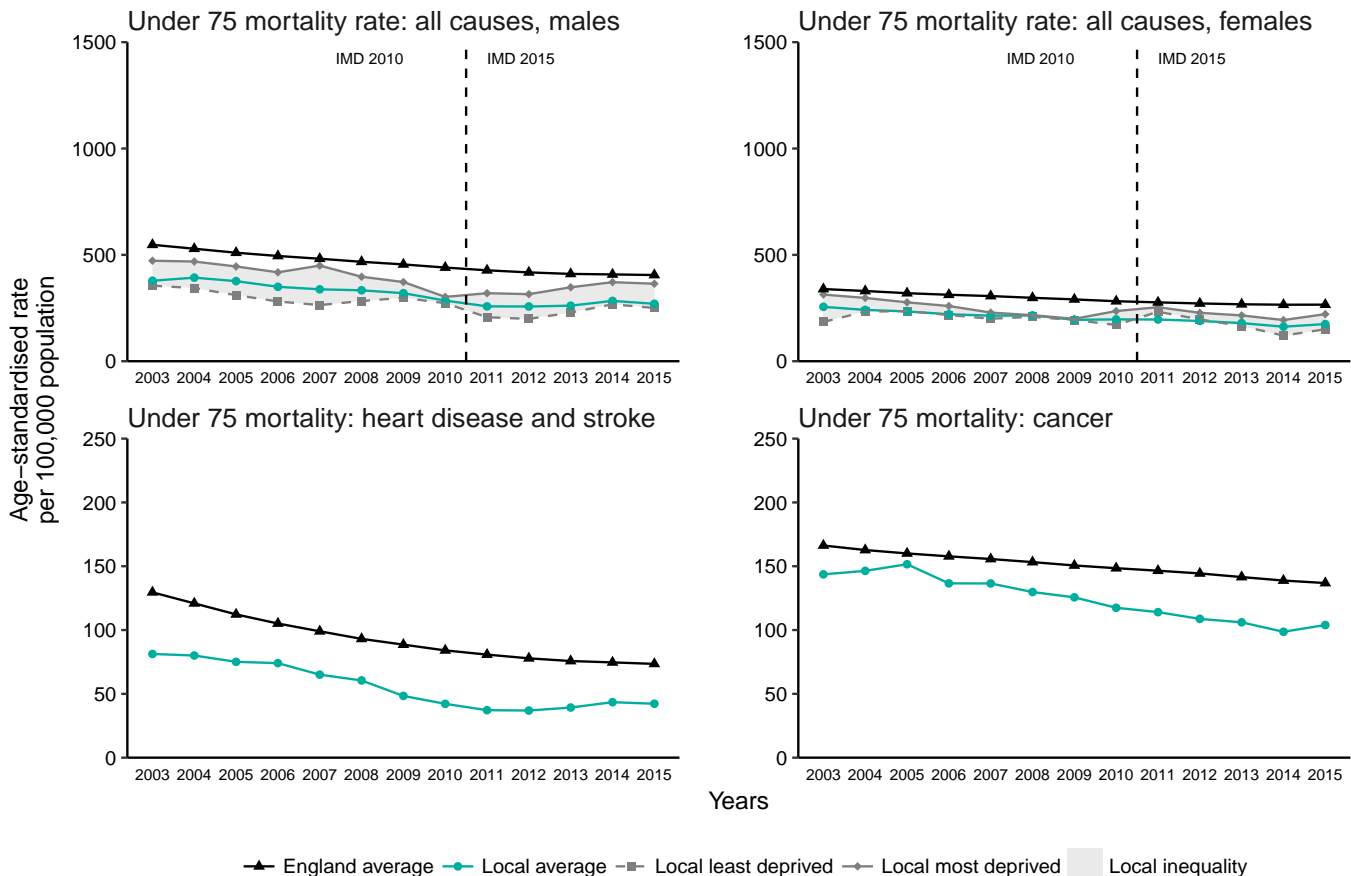 Under 75 mortality rate: all causes, males
1500
1000
500
0
IMD 2010
IMD 2015
2003 2004 2005 2006 2007 2008 2009 2010 2011 2012 2013 2014 2015
Under 75 mortality rate: all causes, females
1500
1000
500
0
IMD 2010
IMD 2015
2003 2004 2005 2006 2007 2008 2009 2010 2011 2012 2013 2014 2015
Age−standardised rate
per 100,000 population
Under 75 mortality: heart disease and stroke
250
200
150
100
50
0
2003 2004 2005 2006 2007 2008 2009 2010 2011 2012 2013 2014 2015
Under 75 mortality: cancer
250
200
150
100
50
0
2003 2004 2005 2006 2007 2008 2009 2010 2011 2012 2013 2014 2015
Years
England average Local average Local least deprived Local most deprived Local inequality